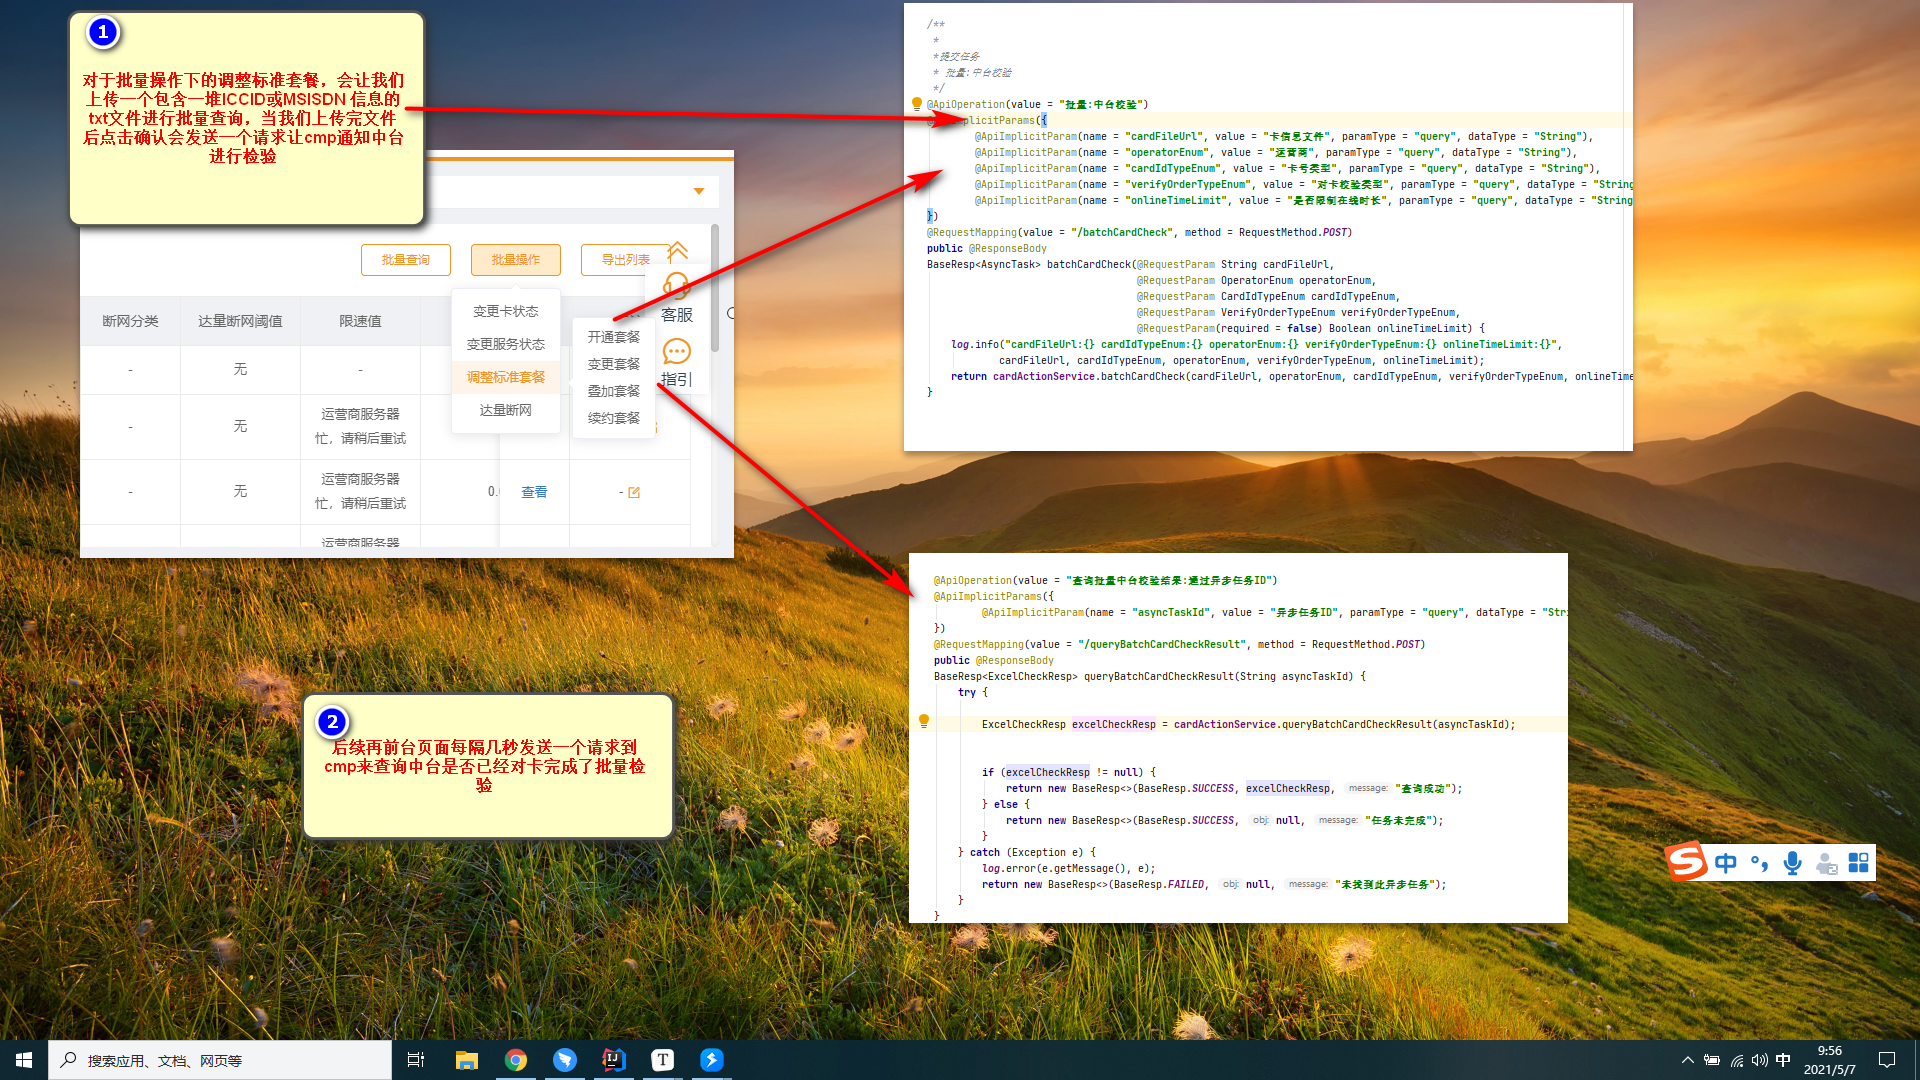 1
对于批量操作下的调整标准套餐，会让我们
上传一个包含一堆ICCID或MSISDN 信息的
txt文件进行批量查询，当我们上传完文件
后点击确认会发送一个请求让cmp通知中台
进行检验
批量查询
批量操作
导出列表
断网分类
达量断网阈值
限速值
变更卡状态
变更服务状态
调整标准套餐
达量断网
开通套餐
变更套餐
叠加套餐
续约套餐
客服
指引
-
无
-
-
无
运营商服务器
忙，请稍后重试
-
无
运营商服务器
忙，请稍后重试
0.
查看
-
运营商服务器
/**
*
*提交任务
* 批量:中台校验
*/
@ApiOperation(value = "批量:中台校验")
plicitParams({
@ApiImplicitParam(name = "cardFileUrl", value = "卡信息文件", paramType = "query", dataType = "String"),
@ApiImplicitParam(name = "operatorEnum", value = "运营商", paramType = "query", dataType = "String"),
@ApiImplicitParam(name = "cardIdTypeEnum", value = "卡号类型", paramType = "query", dataType = "String"),
@ApiImplicitParam(name = "verifyOrderTypeEnum", value = "对卡校验类型", paramType = "query", dataType = "String
@ApiImplicitParam(name = "onlineTimeLimit", value = "是否限制在线时长", paramType = "query", dataType = "String
})
@RequestMapping(value = "/batchCardCheck", method = RequestMethod.POST)
public @ResponseBody
BaseResp<AsyncTask> batchCardCheck(@RequestParam String cardFileUrl,
@RequestParam OperatorEnum operatorEnum,
@RequestParam CardIdTypeEnum cardIdTypeEnum,
@RequestParam VerifyOrderTypeEnum verifyOrderTypeEnum,
@RequestParam(required = false) Boolean onlineTimeLimit) {
log.info("cardFileUrl:{} cardIdTypeEnum:{} operatorEnum:{} verifyOrderTypeEnum:{} onlineTimeLimit:{}",
cardFileUrl, cardIdTypeEnum, operatorEnum, verifyOrderTypeEnum, onlineTimeLimit);
return cardActionService.batchCardCheck(cardFileUrl, operatorEnum, cardIdTypeEnum, verifyOrderTypeEnum, onlineTime
}
@ApiOperation(value = "查询批量中台校验结果:通过异步任务ID")
@ApiImplicitParams({
@ApiImplicitParam(name = "asyncTaskId", value = "异步任务ID", paramType = "query", dataType = "Str
})
@RequestMapping(value = "/queryBatchCardCheckResult", method = RequestMethod.POST)
public @ResponseBody
BaseResp<ExcelCheckResp> queryBatchCardCheckResult(String asyncTaskId) {
try {
ExcelCheckResp excelCheckResp = cardActionService.queryBatchCardCheckResult(asyncTaskId);
if (excelCheckResp != null) {
return new BaseResp<>(BaseResp.SUCCESS, excelCheckResp, message: "查询成功");
} else {
return new BaseResp<>(BaseResp.SUCCESS, obj: null, message: "任务未完成");
}
} catch (Exception e) {
log.error(e.getMessage(), e);
return new BaseResp<>(BaseResp.FAILED, obj: null, message: "未找到此异步任务");
}
}
2
后续再前台页面每隔几秒发送一个请求到
cmp来查询中台是否已经对卡完成了批量检
验
S 中
搜索应用、文档、网页等
IJ
T
中
9:56
2021/5/7